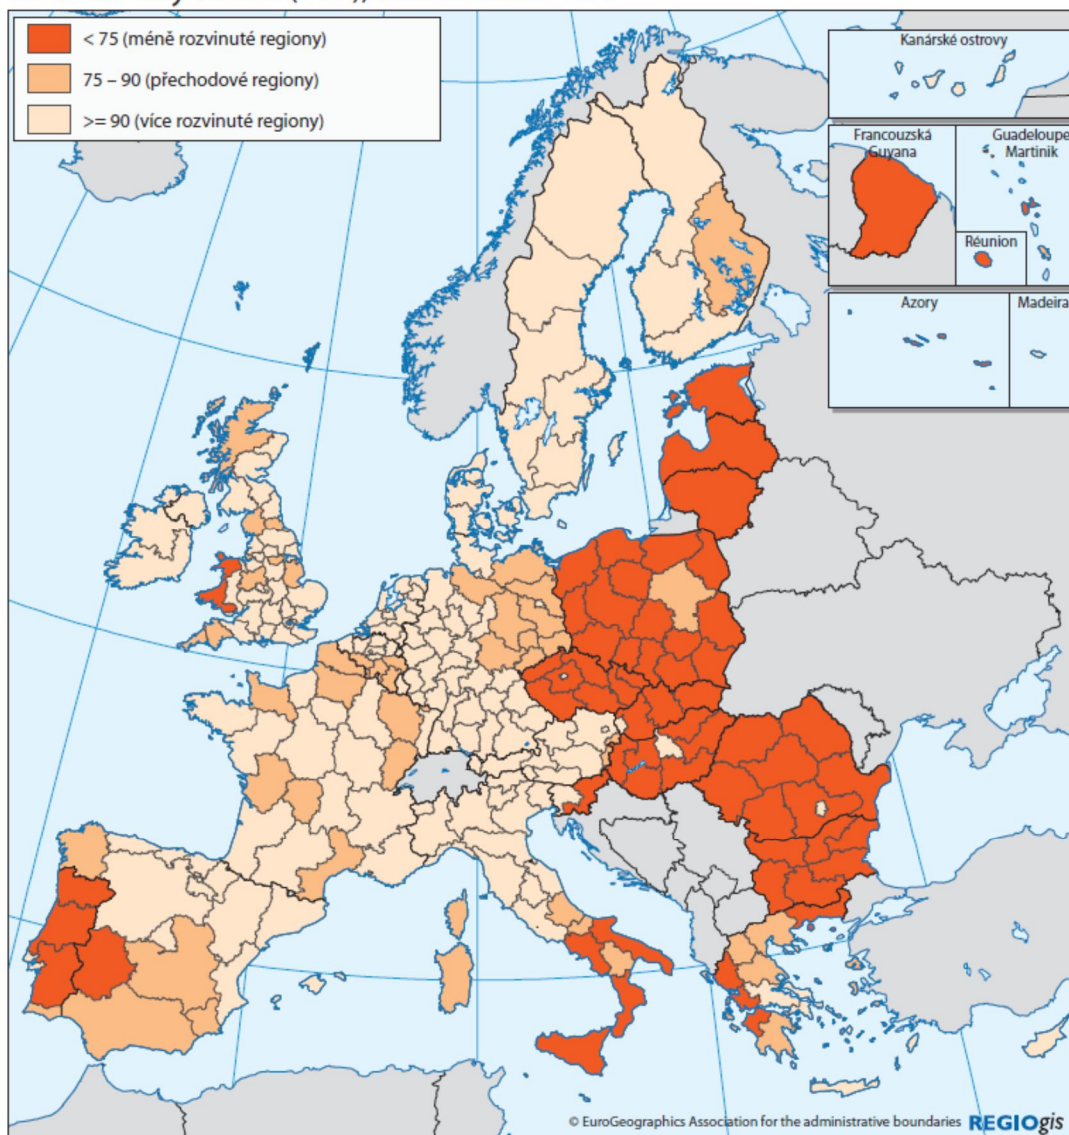 < 75 (méně rozvinuté regiony)
75 – 90 (přechodové regiony)
>= 90 (více rozvinuté regiony)
Kanárské ostrovy
Francouzská
Guyana
Guadeloupe
Martinik
Réunion
Azory
Madeira
© EuroGeographics Association for the administrative boundaries REGIOgis